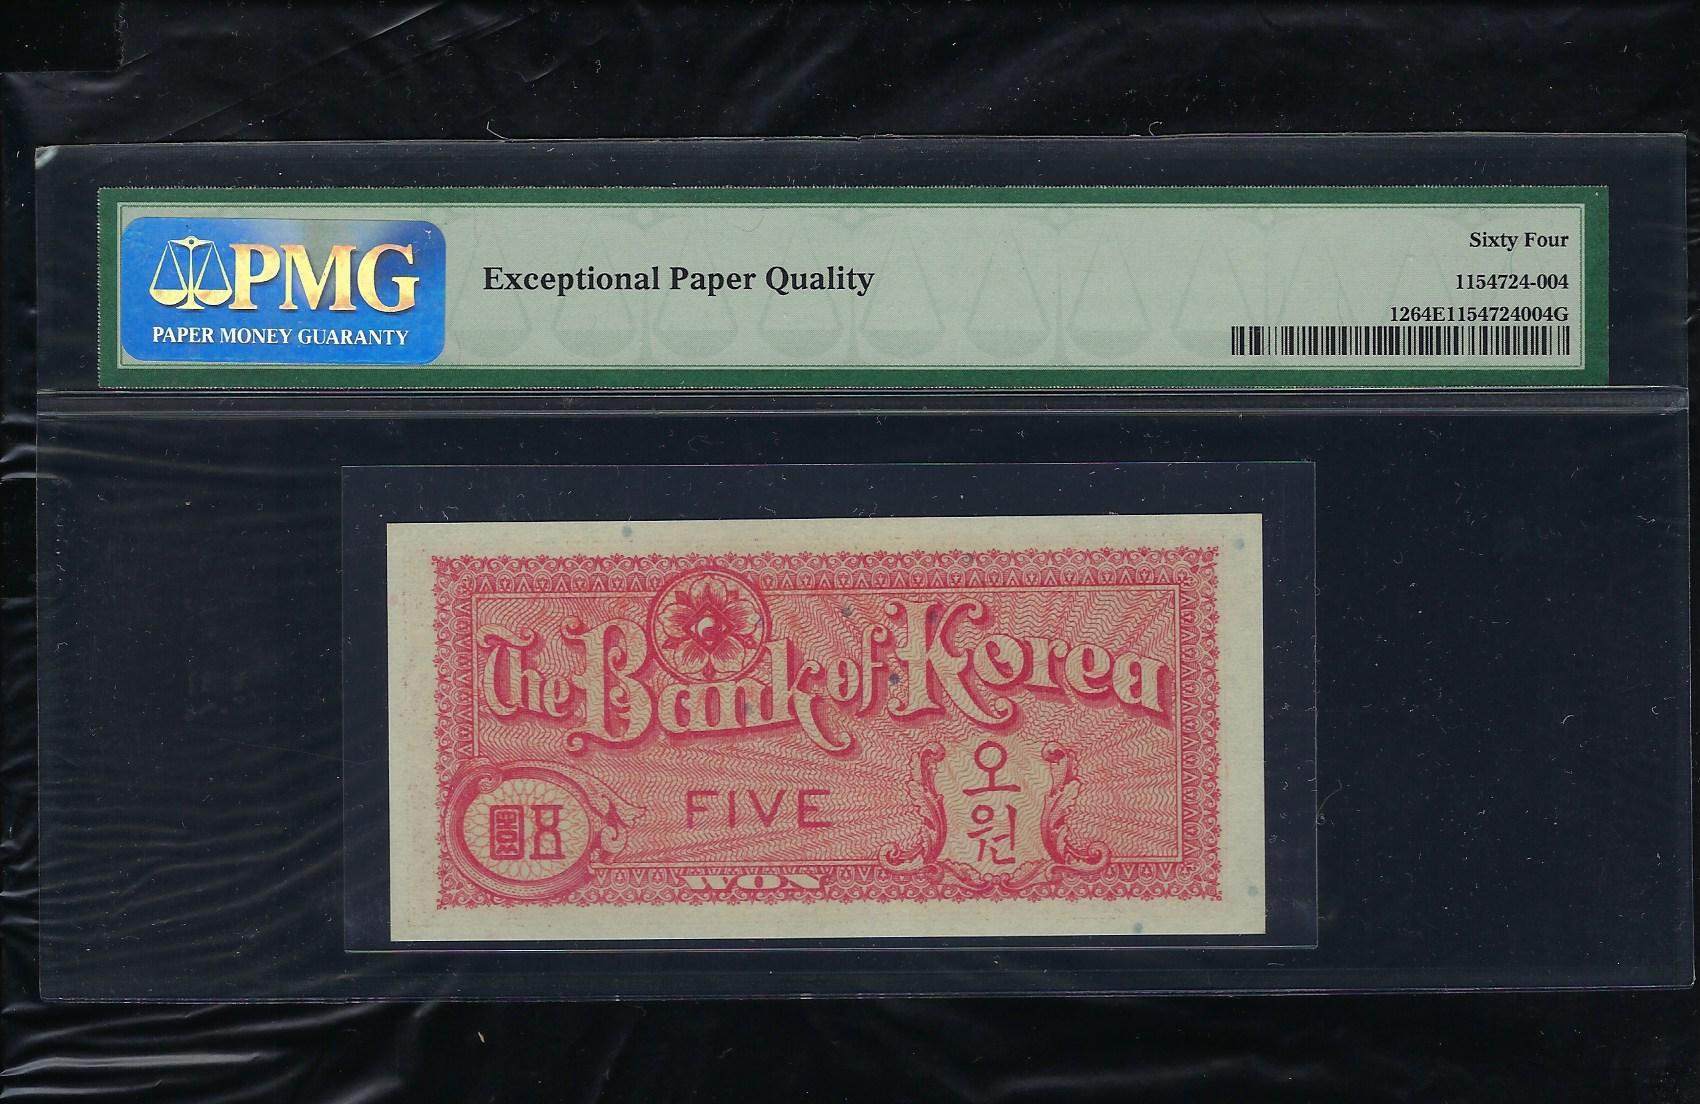 PMG
PAPER MONEY GUARANTY
Exceptional Paper Quality
Sixty Four
1154724-004
1264E1154724004G
The Bank of Korea
FIVE
WON
오
원